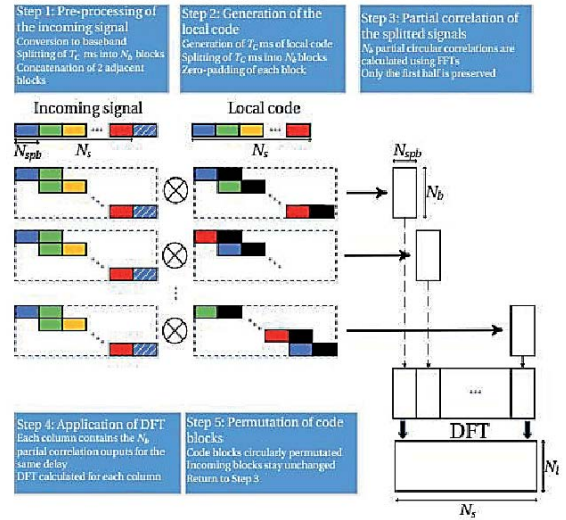 Step 1: Pre-processing of
the incoming signal
Conversion to baseband
Splitting of T_C ms into N_b blocks
Concatenation of 2 adjacent
blocks
Step 2: Generation of the
local code
Generation of T_C ms of local code
Splitting of T_C ms into N_b blocks
Zero-padding of each block
Step 3: Partial correlation of
the splitted signals
N_b partial circular correlations are
calculated using FFTs
Only the first half is preserved
Incoming signal
Local code
...
...
N_spb
N_s
N_s
N_spb
N_b
...
DFT
N_l
N_s
Step 4: Application of DFT
Each column contains the N_b
partial correlation ouputs for the
same delay
DFT calculated for each column
Step 5: Permutation of code
blocks
Code blocks circularly permutated
Incoming blocks stay unchanged
Return to Step 3